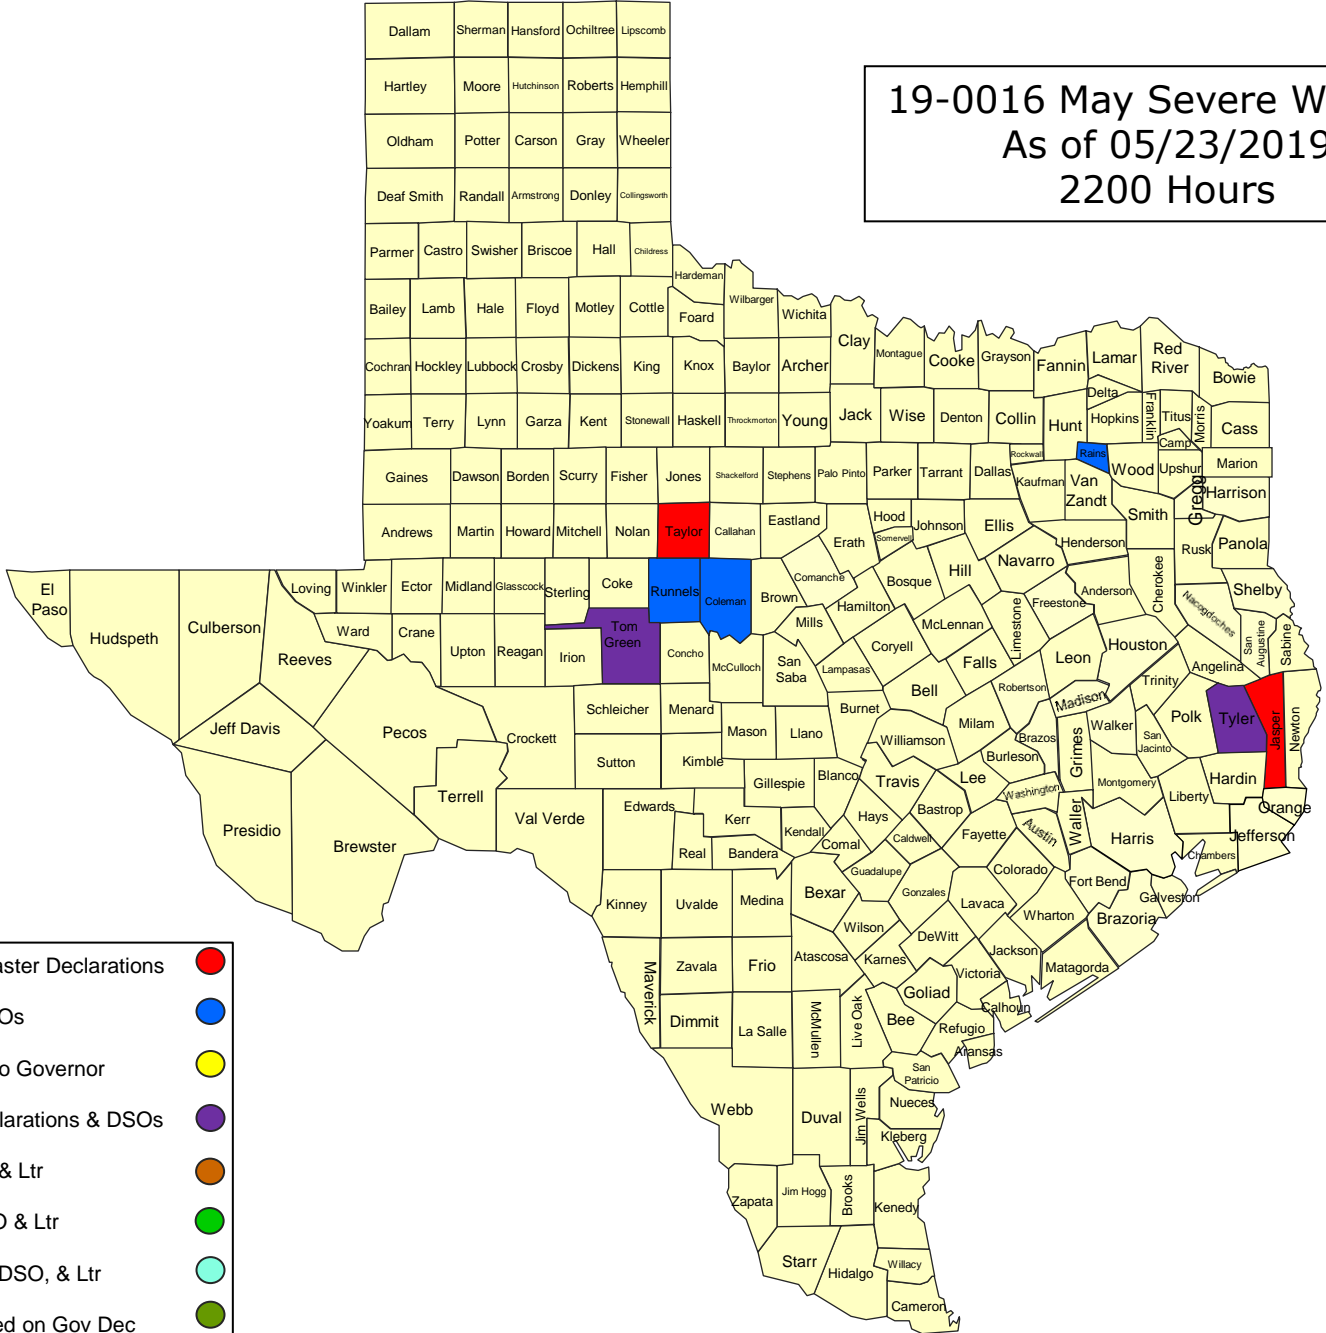 19-0016 May Severe W
As of 05/23/2019
2200 Hours
Dallam Sherman Hansford Ochiltree Lipscomb
Hartley Moore Hutchinson Roberts Hemphill
Oldham Potter Carson Gray Wheeler
Deaf Smith Randall Armstrong Donley Collingsworth
Parmer Castro Swisher Briscoe Hall Childress
Hardeman
Bailey Lamb Hale Floyd Motley Cottle Foard Wilbarger Wichita
Clay Montague Cooke Grayson Fannin Lamar Red
River Bowie
Cochran Hockley Lubbock Crosby Dickens King Knox Baylor Archer
Delta
Yoakum Terry Lynn Garza Kent Stonewall Haskell Throckmorton Young Jack Wise Denton Collin Hunt Hopkins Franklin Titus Morris Cass
Camp
Gaines Dawson Borden Scurry Fisher Jones Shackelford Stephens Palo Pinto Parker Tarrant Dallas Rockwall Rains Wood Upshur Marion
Kaufman Van
Zandt Gregg Harrison
Andrews Martin Howard Mitchell Nolan Taylor Callahan Eastland Hood Johnson Ellis Smith
Erath Somervell Navarro Henderson Rusk Panola
El
Paso Hudspeth Culberson Loving Winkler Ector Midland Glasscock Sterling Coke Runnels Coleman Brown Comanche Bosque Hill Freestone Anderson Cherokee Nacogdoches Shelby
Hamilton
Ward Crane Upton Reagan Irion Tom
Green Concho McCulloch Mills San
Saba Lampasas Coryell McLennan Limestone Falls Leon Houston Angelina San
Augustine Sabine
Reeves
Jeff Davis Pecos Crockett Schleicher Menard Mason Llano Burnet Bell Milam Robertson Madison Trinity Polk Tyler Jasper Newton
Walker San
Jacinto
Sutton Kimble Gillespie Blanco Williamson Travis Lee Burleson Brazos Grimes Washington Montgomery Liberty Hardin
Orange
Presidio Brewster Terrell Val Verde Edwards Kerr Kendall Hays Bastrop Caldwell Fayette Austin Waller Harris Jefferson
Real Bandera Comal Chambers
Guadalupe Gonzales Colorado Fort Bend Galveston
Kinney Uvalde Medina Bexar Wilson Lavaca Wharton Brazoria
Maverick Zavala Frio Atascosa Karnes DeWitt Jackson Matagorda
Victoria
Dimmit La Salle McMullen Live Oak Bee Goliad Calhoun
Refugio
Aransas
San
Patricio
Webb Duval Jim Wells Nueces
Kleberg
Zapata Jim Hogg Brooks Kenedy
Starr Hidalgo Willacy
Cameron
aster Declarations
Os
o Governor
larations & DSOs
& Ltr
O & Ltr
DSO, & Ltr
ed on Gov Dec